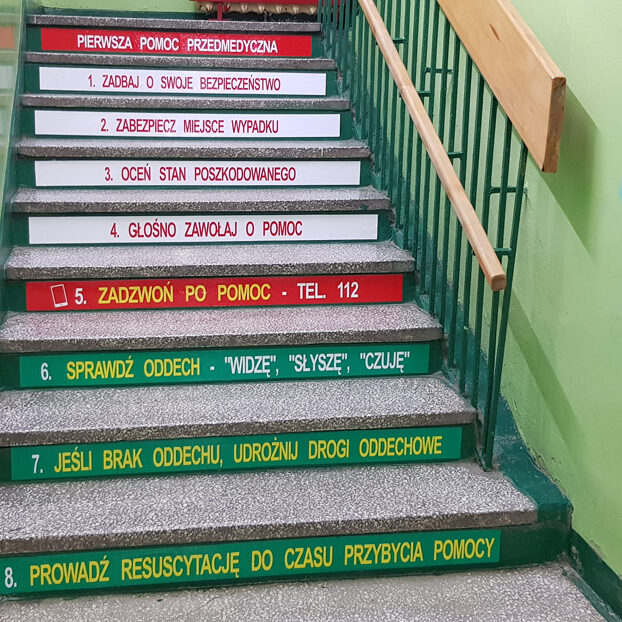 PIERWSZA POMOC PRZEDMEDYCZNA
1. ZADBAJ O SWOJE BEZPIECZEŃSTWO
2. ZABEZPIECZ MIEJSCE WYPADKU
3. OCEŃ STAN POSZKODOWANEGO
4. GŁOŚNO ZAWOŁAJ O POMOC
5. ZADZWOŃ PO POMOC - TEL. 112
6. SPRAWDŹ ODDECH - "WIDZĘ", "SŁYSZĘ", "CZUJĘ"
7. JEŚLI BRAK ODDECHU, UDROŻNIJ DROGI ODDECHOWE
8. PROWADŹ RESUSCYTACJĘ DO CZASU PRZYBYCIA POMOCY